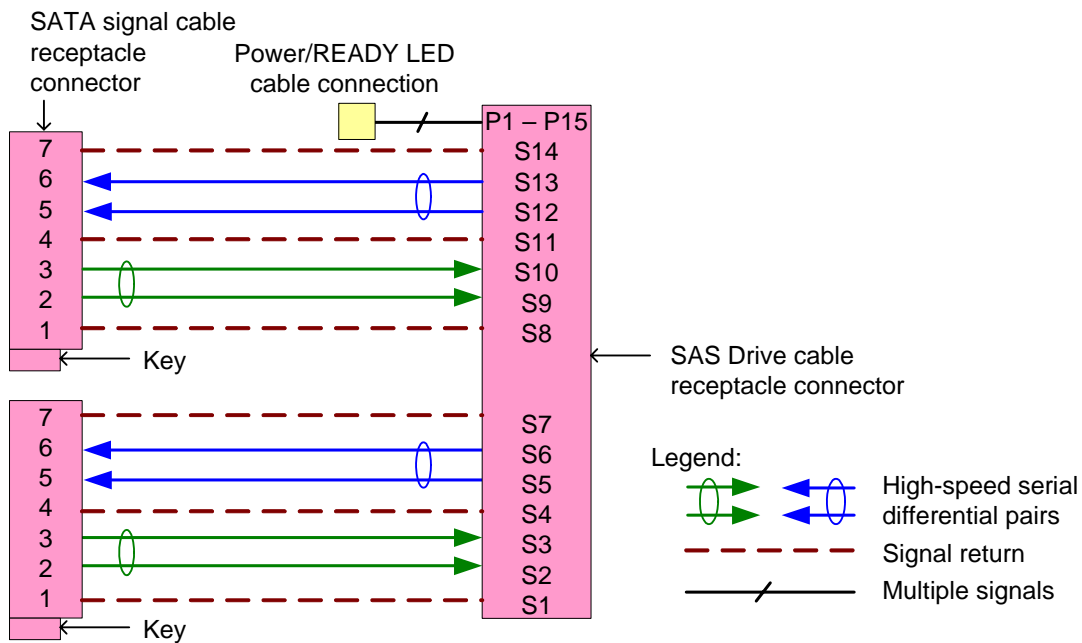 SATA signal cable
receptacle
connector
Power/READY LED
cable connection
P1 – P15
7
S14
6
S13
5
S12
4
S11
3
S10
2
S9
1
S8
Key
SAS Drive cable
receptacle connector
7
S7
6
S6
5
S5
4
S4
3
S3
2
S2
1
S1
Key
Legend:
High-speed serial
differential pairs
Signal return
Multiple signals